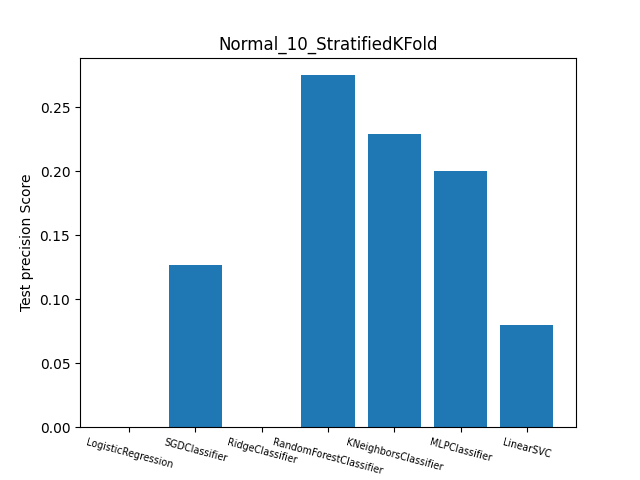 Normal_10_StratifiedKFold
Test precision Score
0.25
0.20
0.15
0.10
0.05
0.00
LogisticRegression
SGDClassifier
RidgeClassifier
RandomForestClassifier
KNeighborsClassifier
MLPClassifier
LinearSVC